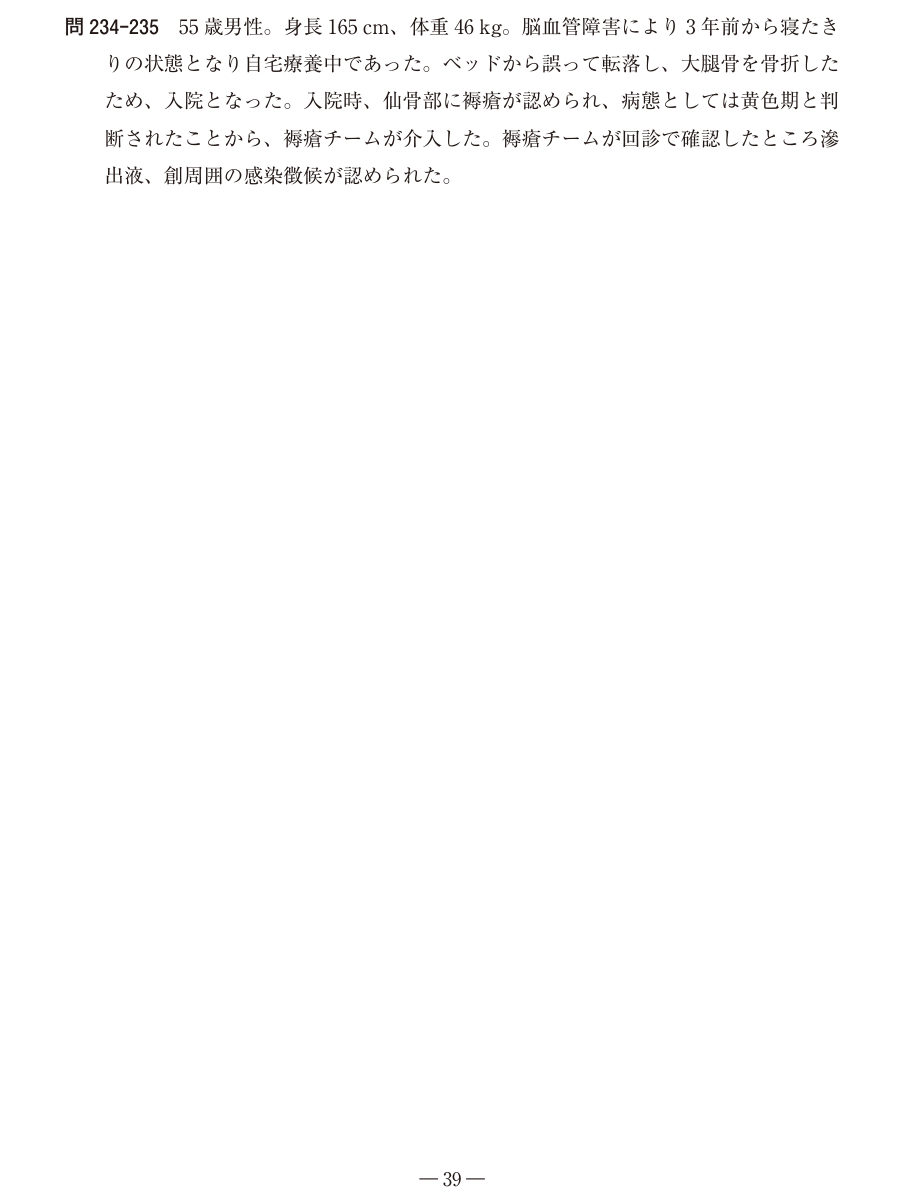 問 234-235 55 歳男性。身長 165 cm、体重 46 kg。脳血管障害により 3 年前から寝たき
りの状態となり自宅療養中であった。ベッドから誤って転落し、大腿骨を骨折した
ため、入院となった。入院時、仙骨部に褥瘡が認められ、病態としては黄色期と判
断されたことから、褥瘡チームが介入した。褥瘡チームが回診で確認したところ滲
出液、創周囲の感染徴候が認められた。
— 39 —